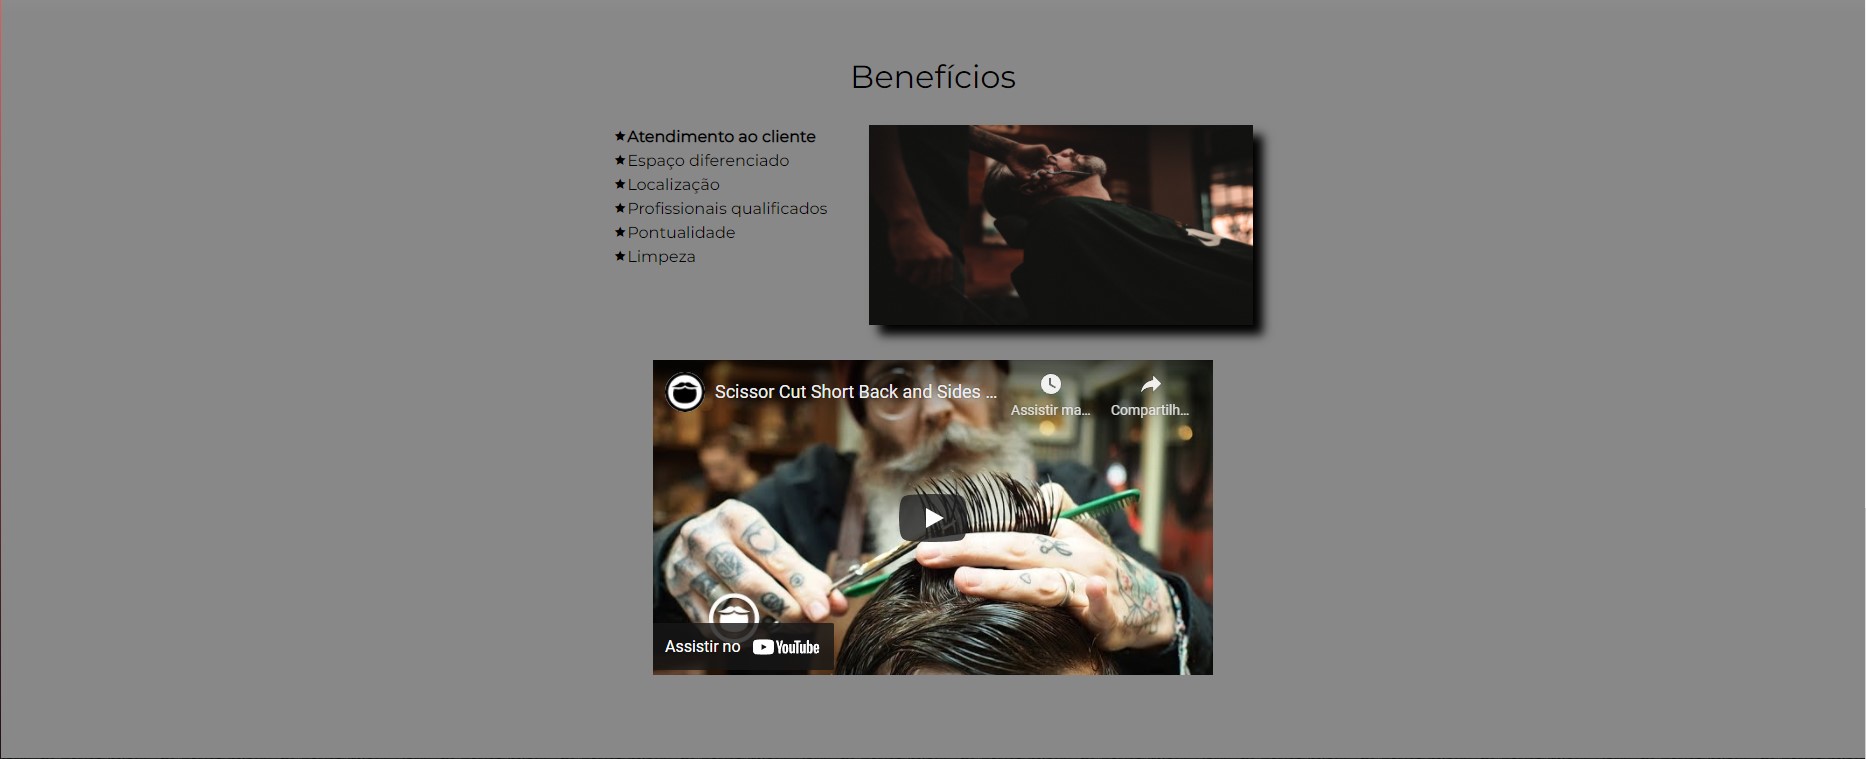 Benefícios
★Atendimento ao cliente
★Espaço diferenciado
★Localização
★Profissionais qualificados
★Pontualidade
★Limpeza
Scissor Cut Short Back and Sides ...
Assistir ma...
Compartilh...
Assistir no YouTube